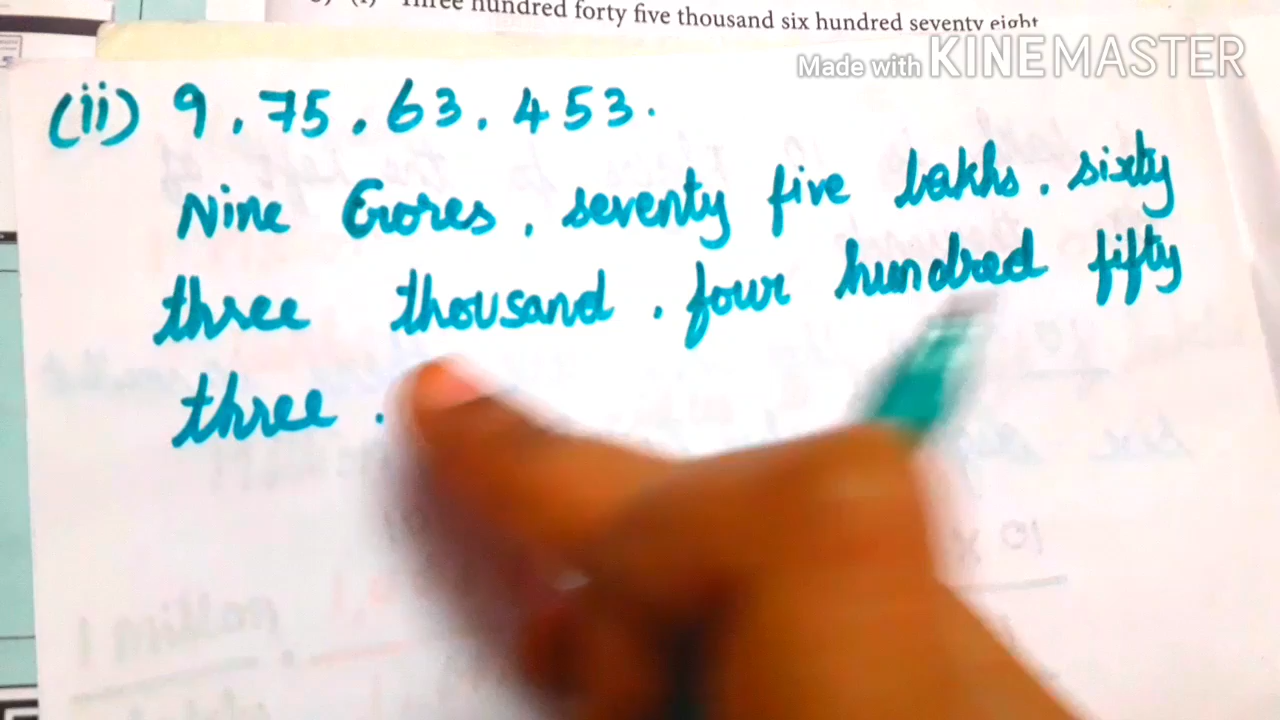 Three hundred forty five thousand six hundred seventy eight
Made with KINEMASTER
(ii) 9,75,63,453.
Nine Crores, seventy five lakhs, sixty
three thousand, four hundred fifty
three.